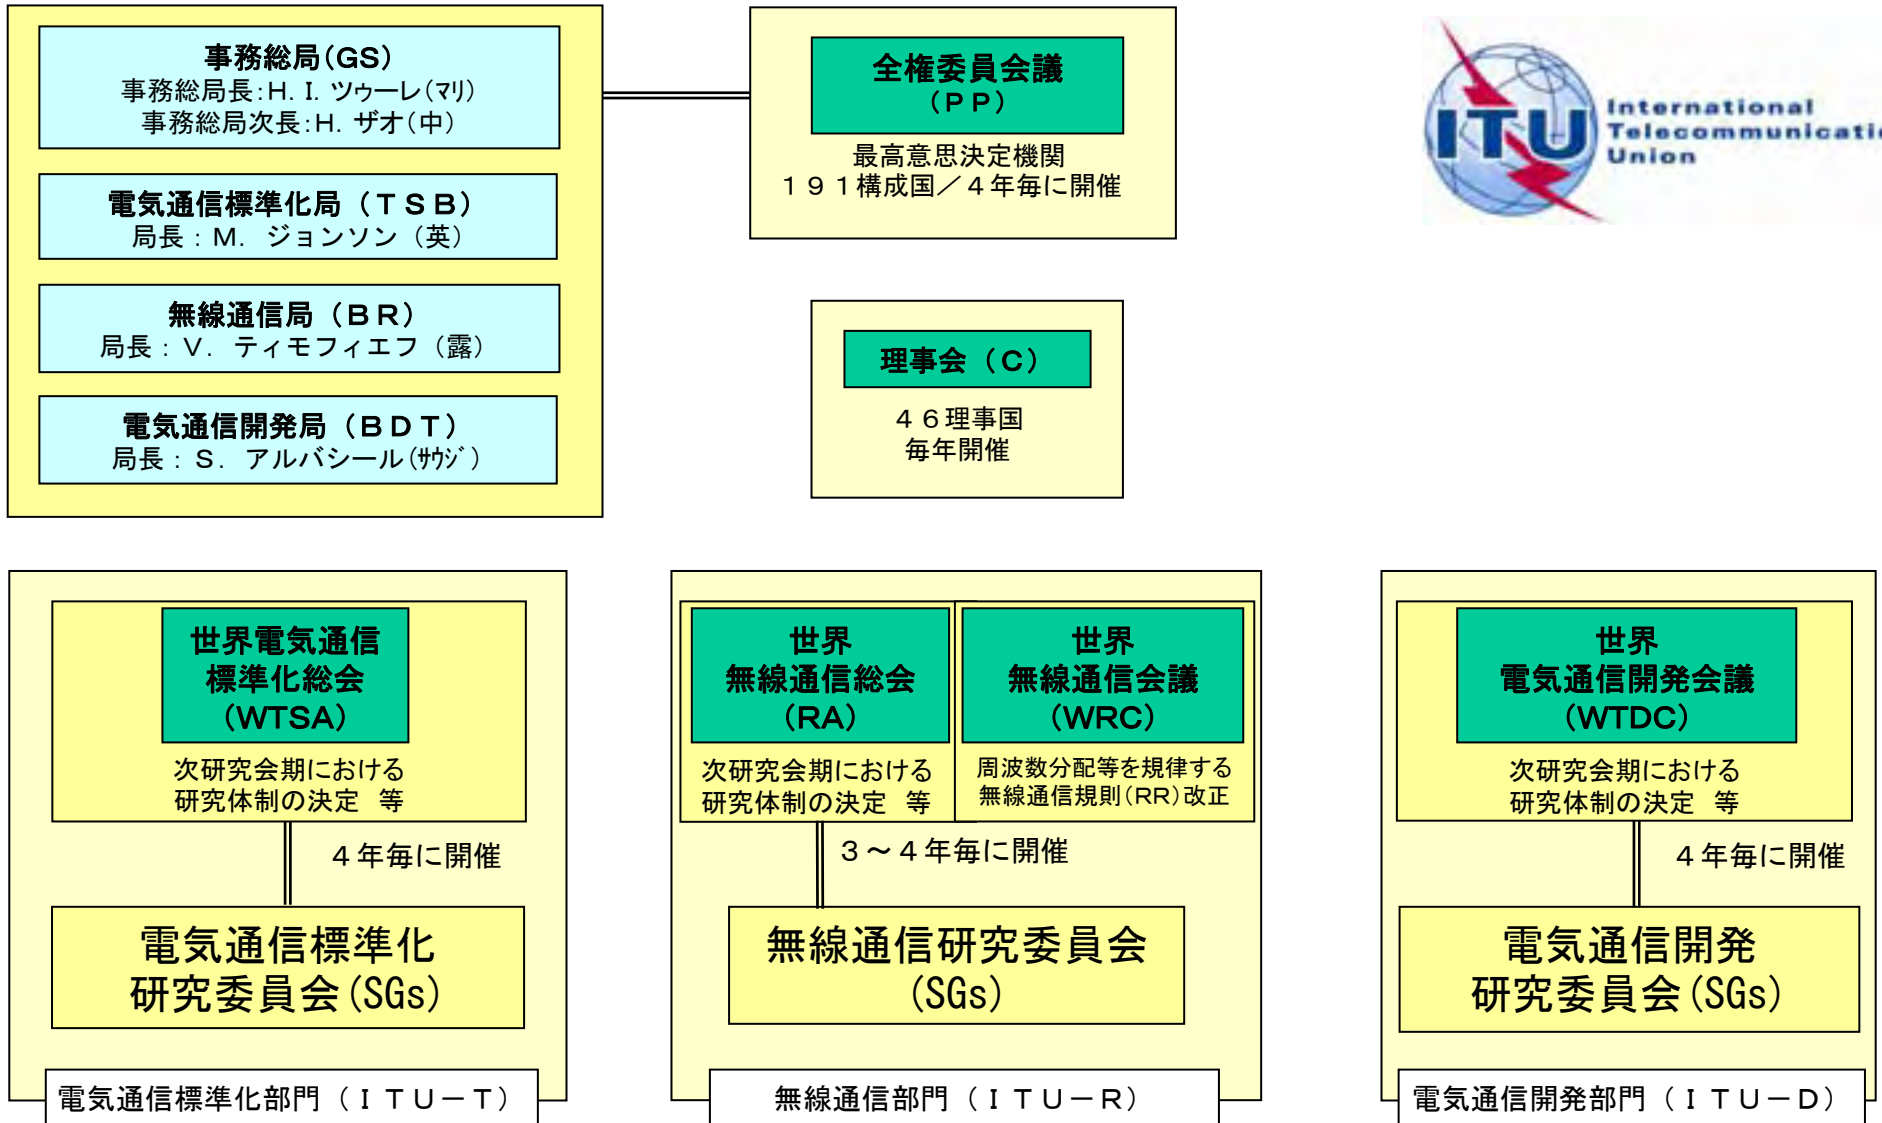 事務総局(GS)
事務総局長:H. I. ツゥーレ(マリ)
事務総局次長:H. ザオ(中)
電気通信標準化局（ＴＳＢ）
局長：Ｍ．ジョンソン（英）
無線通信局（ＢＲ）
局長：Ｖ．ティモフィエフ（露）
電気通信開発局（ＢＤＴ）
局長：Ｓ．アルバシール(ｻｳｼﾞ)
全権委員会議
（ＰＰ）
最高意思決定機関
１９１構成国／４年毎に開催
理事会（Ｃ）
４６理事国
毎年開催
ITU
International
Telecommunicatio
Union
世界電気通信
標準化総会
(WTSA)
次研究会期における
研究体制の決定　等
４年毎に開催
電気通信標準化
研究委員会(SGs)
電気通信標準化部門（ＩＴＵ－Ｔ）
世界
無線通信総会
(RA)
次研究会期における
研究体制の決定　等
世界
無線通信会議
(WRC)
周波数分配等を規律する
無線通信規則(RR)改正
３～４年毎に開催
無線通信研究委員会
(SGs)
無線通信部門（ＩＴＵ－Ｒ）
世界
電気通信開発会議
(WTDC)
次研究会期における
研究体制の決定　等
４年毎に開催
電気通信開発
研究委員会(SGs)
電気通信開発部門（ＩＴＵ－Ｄ）